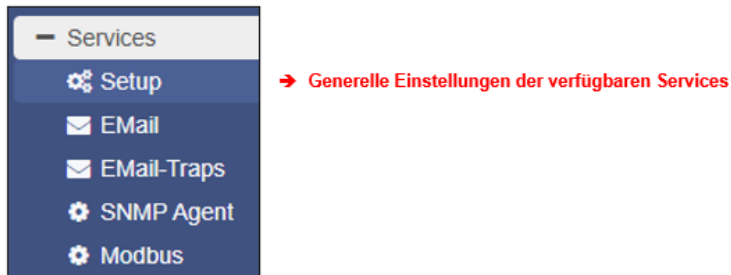 Services
Setup ➔ Generelle Einstellungen der verfügbaren Services
EMail
EMail-Traps
SNMP Agent
Modbus